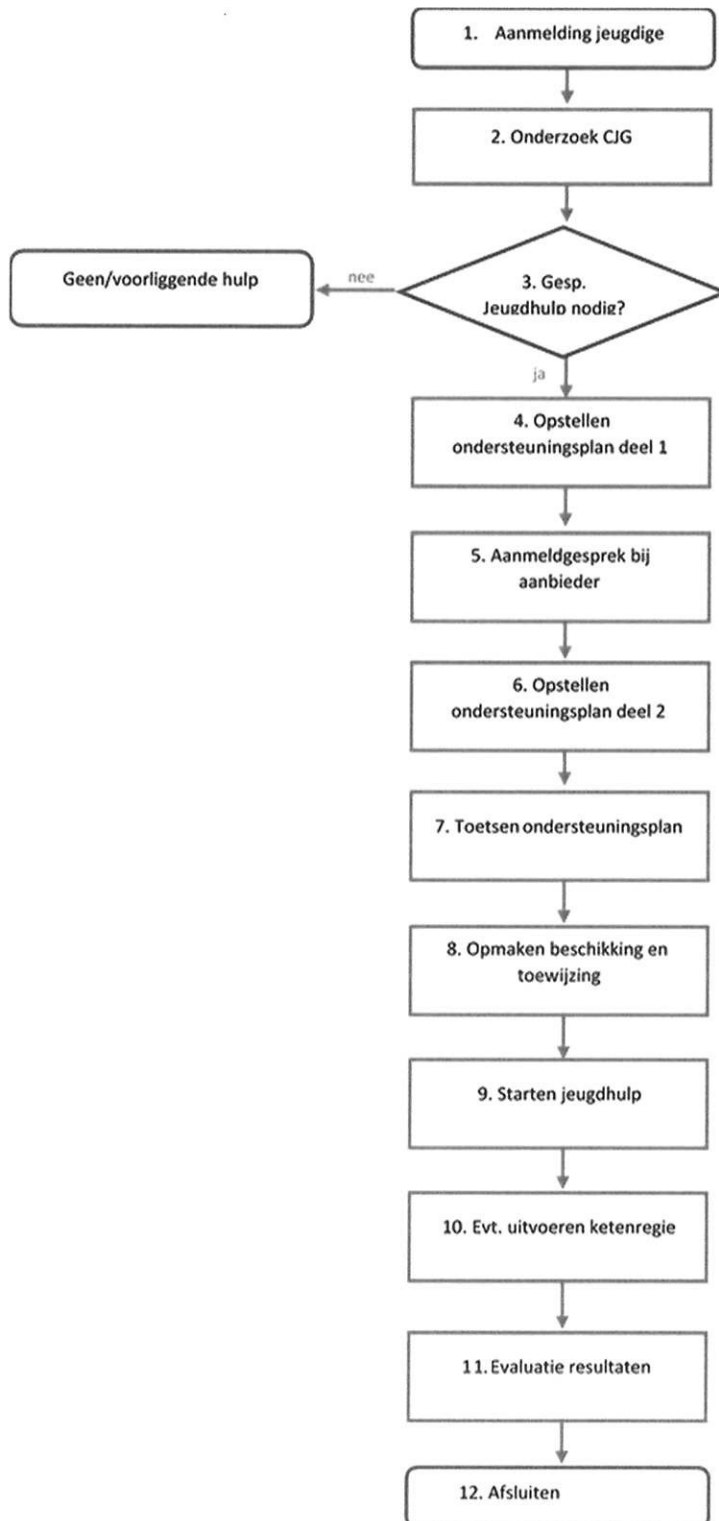 1. Aanmelding jeugdige
2. Onderzoek CJG
Geen/voorliggende hulp
nee
3. Gesp.
Jeugdhulp nodig?
ja
4. Opstellen
ondersteuningsplan deel 1
5. Aanmeldgesprek bij
aanbieder
6. Opstellen
ondersteuningsplan deel 2
7. Toetsen ondersteuningsplan
8. Opmaken beschikking en
toewijzing
9. Starten jeugdhulp
10. Evt. uitvoeren ketenregie
11. Evaluatie resultaten
12. Afsluiten